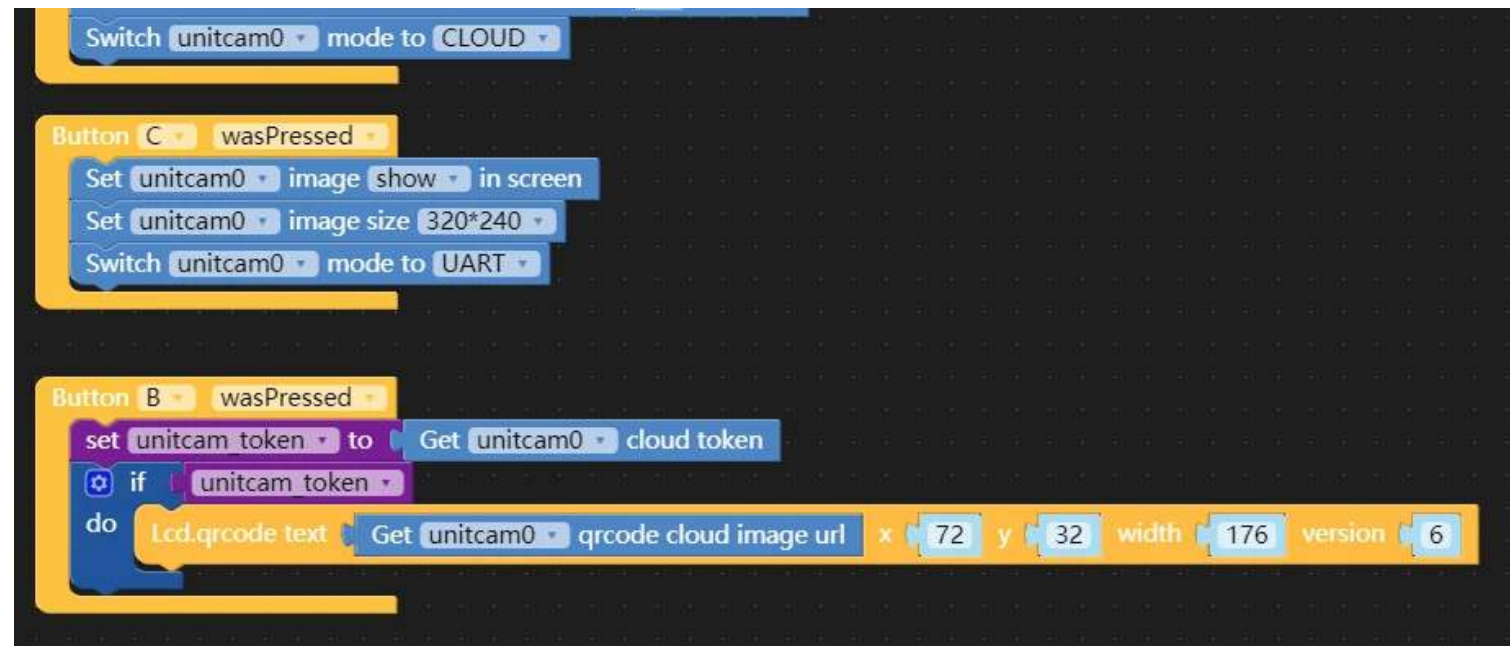 Switch unitcam0 mode to CLOUD
Button C wasPressed
Set unitcam0 image show in screen
Set unitcam0 image size 320*240
Switch unitcam0 mode to UART
Button B wasPressed
set unitcam_token to Get unitcam0 cloud token
if unitcam_token
do Lcd.qrcode text Get unitcam0 qrcode cloud image url x 72 y 32 width 176 version 6